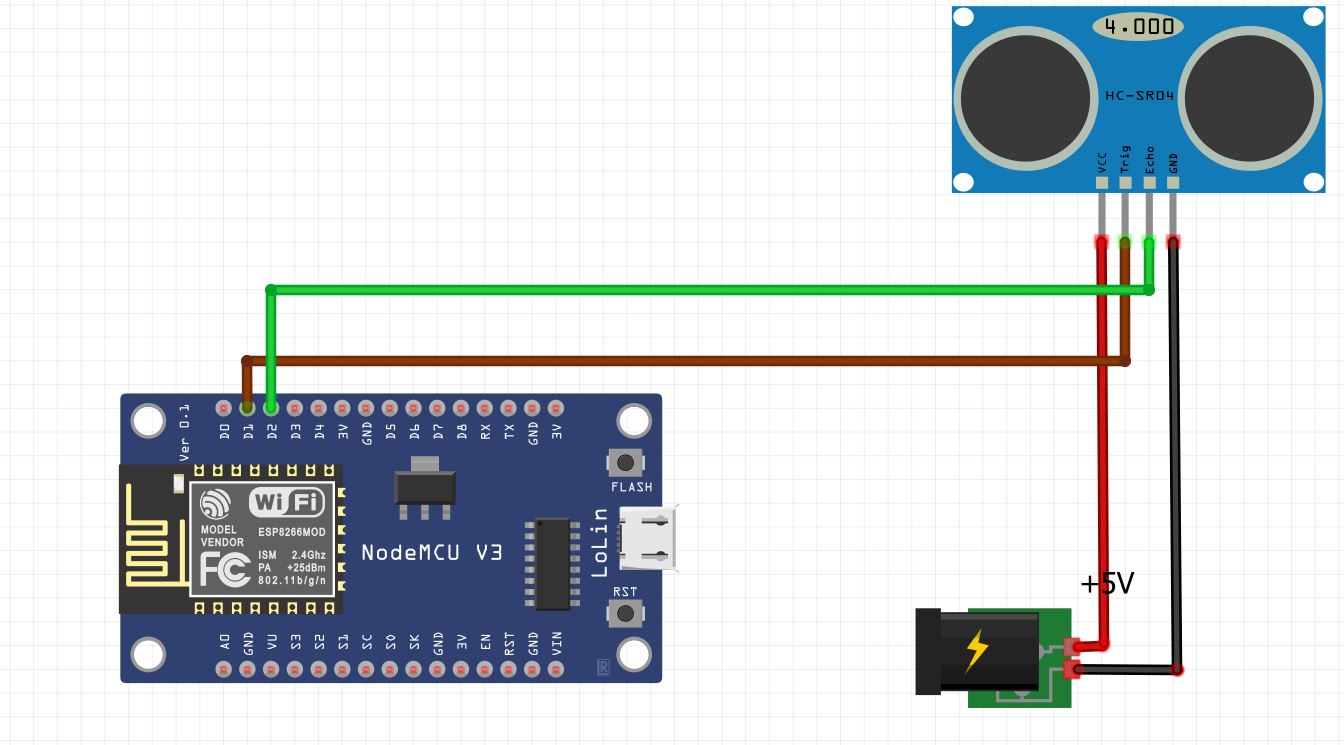 4.000
HC-SR04
VCC
Trig
Echo
GND
Ver 0.1
D0
D1
D2
D3
D4
3V
GND
D5
D6
D7
D8
RX
TX
GND
3V
FLASH
WiFi
MODEL
VENDOR
ESP8266MOD
ISM 2.4Ghz
PA +25dBm
802.11b/g/n
FC
NodeMCU V3
LoLin
RST
A0
GND
VU
S3
S2
S1
SC
S0
SK
GND
3V
EN
RST
GND
VIN
R
+5V